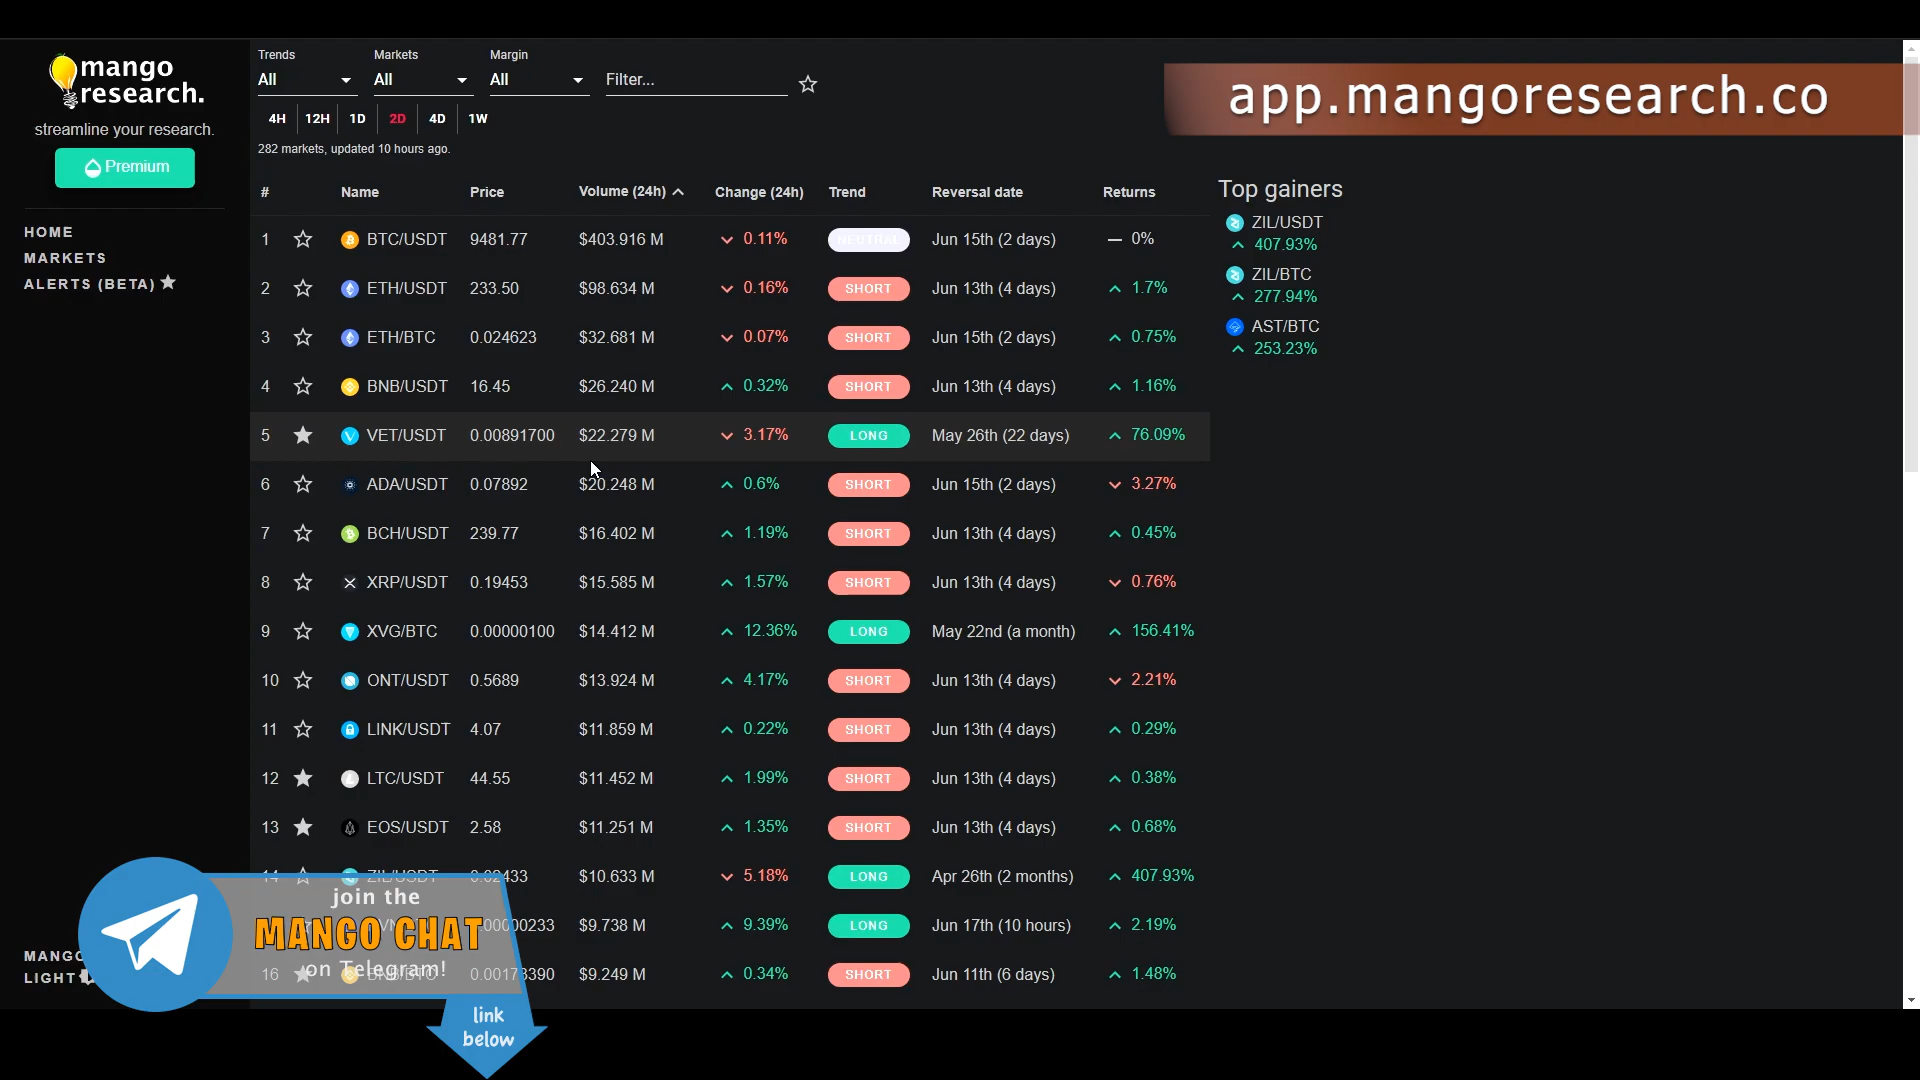 mango
research.
streamline your research.
Premium
HOME
MARKETS
ALERTS (BETA)
Trends Markets Margin
All All All Filter...
4H 12H 1D 2D 4D 1W
282 markets, updated 10 hours ago.
app.mangoresearch.co
# Name Price Volume (24h) Change (24h) Trend Reversal date Returns
1 BTC/USDT 9481.77 $403.916 M 0.11% NEUTRAL Jun 15th (2 days) 0%
2 ETH/USDT 233.50 $98.634 M 0.16% SHORT Jun 13th (4 days) 1.7%
3 ETH/BTC 0.024623 $32.681 M 0.07% SHORT Jun 15th (2 days) 0.75%
4 BNB/USDT 16.45 $26.240 M 0.32% SHORT Jun 13th (4 days) 1.16%
5 VET/USDT 0.00891700 $22.279 M 3.17% LONG May 26th (22 days) 76.09%
6 ADA/USDT 0.07892 $20.248 M 0.6% SHORT Jun 15th (2 days) 3.27%
7 BCH/USDT 239.77 $16.402 M 1.19% SHORT Jun 13th (4 days) 0.45%
8 XRP/USDT 0.19453 $15.585 M 1.57% SHORT Jun 13th (4 days) 0.76%
9 XVG/BTC 0.00000100 $14.412 M 12.36% LONG May 22nd (a month) 156.41%
10 ONT/USDT 0.5689 $13.924 M 4.17% SHORT Jun 13th (4 days) 2.21%
11 LINK/USDT 4.07 $11.859 M 0.22% SHORT Jun 13th (4 days) 0.29%
12 LTC/USDT 44.55 $11.452 M 1.99% SHORT Jun 13th (4 days) 0.38%
13 EOS/USDT 2.58 $11.251 M 1.35% SHORT Jun 13th (4 days) 0.68%
14 ZIL/USDT 0.02433 $10.633 M 5.18% LONG Apr 26th (2 months) 407.93%
$9.738 M 9.39% LONG Jun 17th (10 hours) 2.19%
16 BNB/BTC 0.00173390 $9.249 M 0.34% SHORT Jun 11th (6 days) 1.48%
Top gainers
ZIL/USDT
407.93%
ZIL/BTC
277.94%
AST/BTC
253.23%
MANGO
LIGHT
join the
MANGO CHAT
on Telegram!
link
below